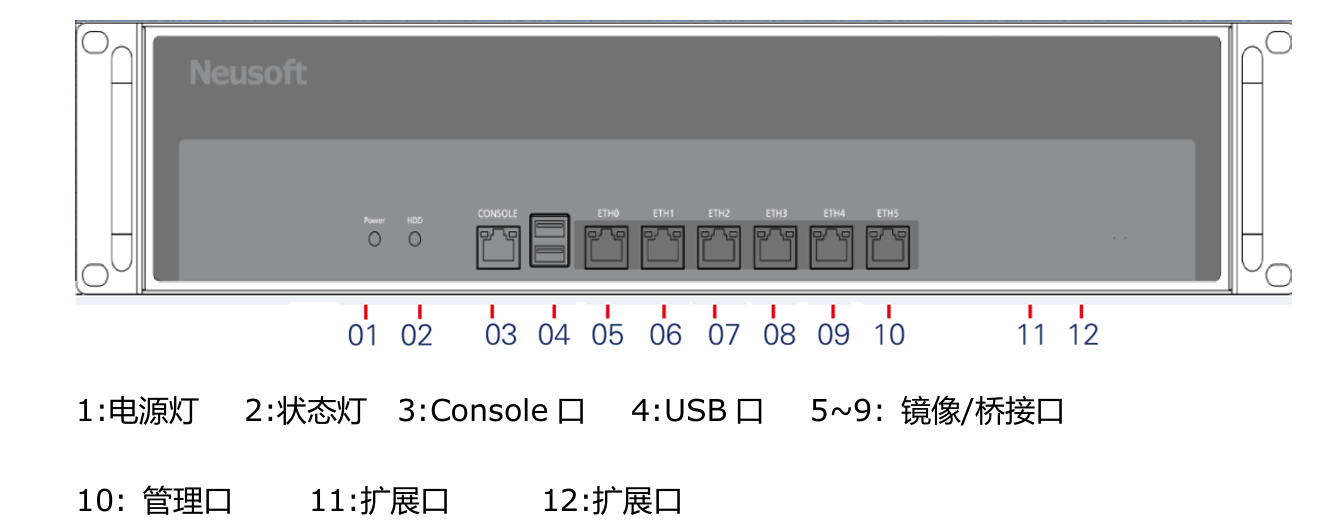 Neusoft
Power HDD CONSOLE ETH0 ETH1 ETH2 ETH3 ETH4 ETH5
01 02 03 04 05 06 07 08 09 10 11 12
1:电源灯 2:状态灯 3:Console 口 4:USB 口 5~9: 镜像/桥接口
10: 管理口 11:扩展口 12:扩展口